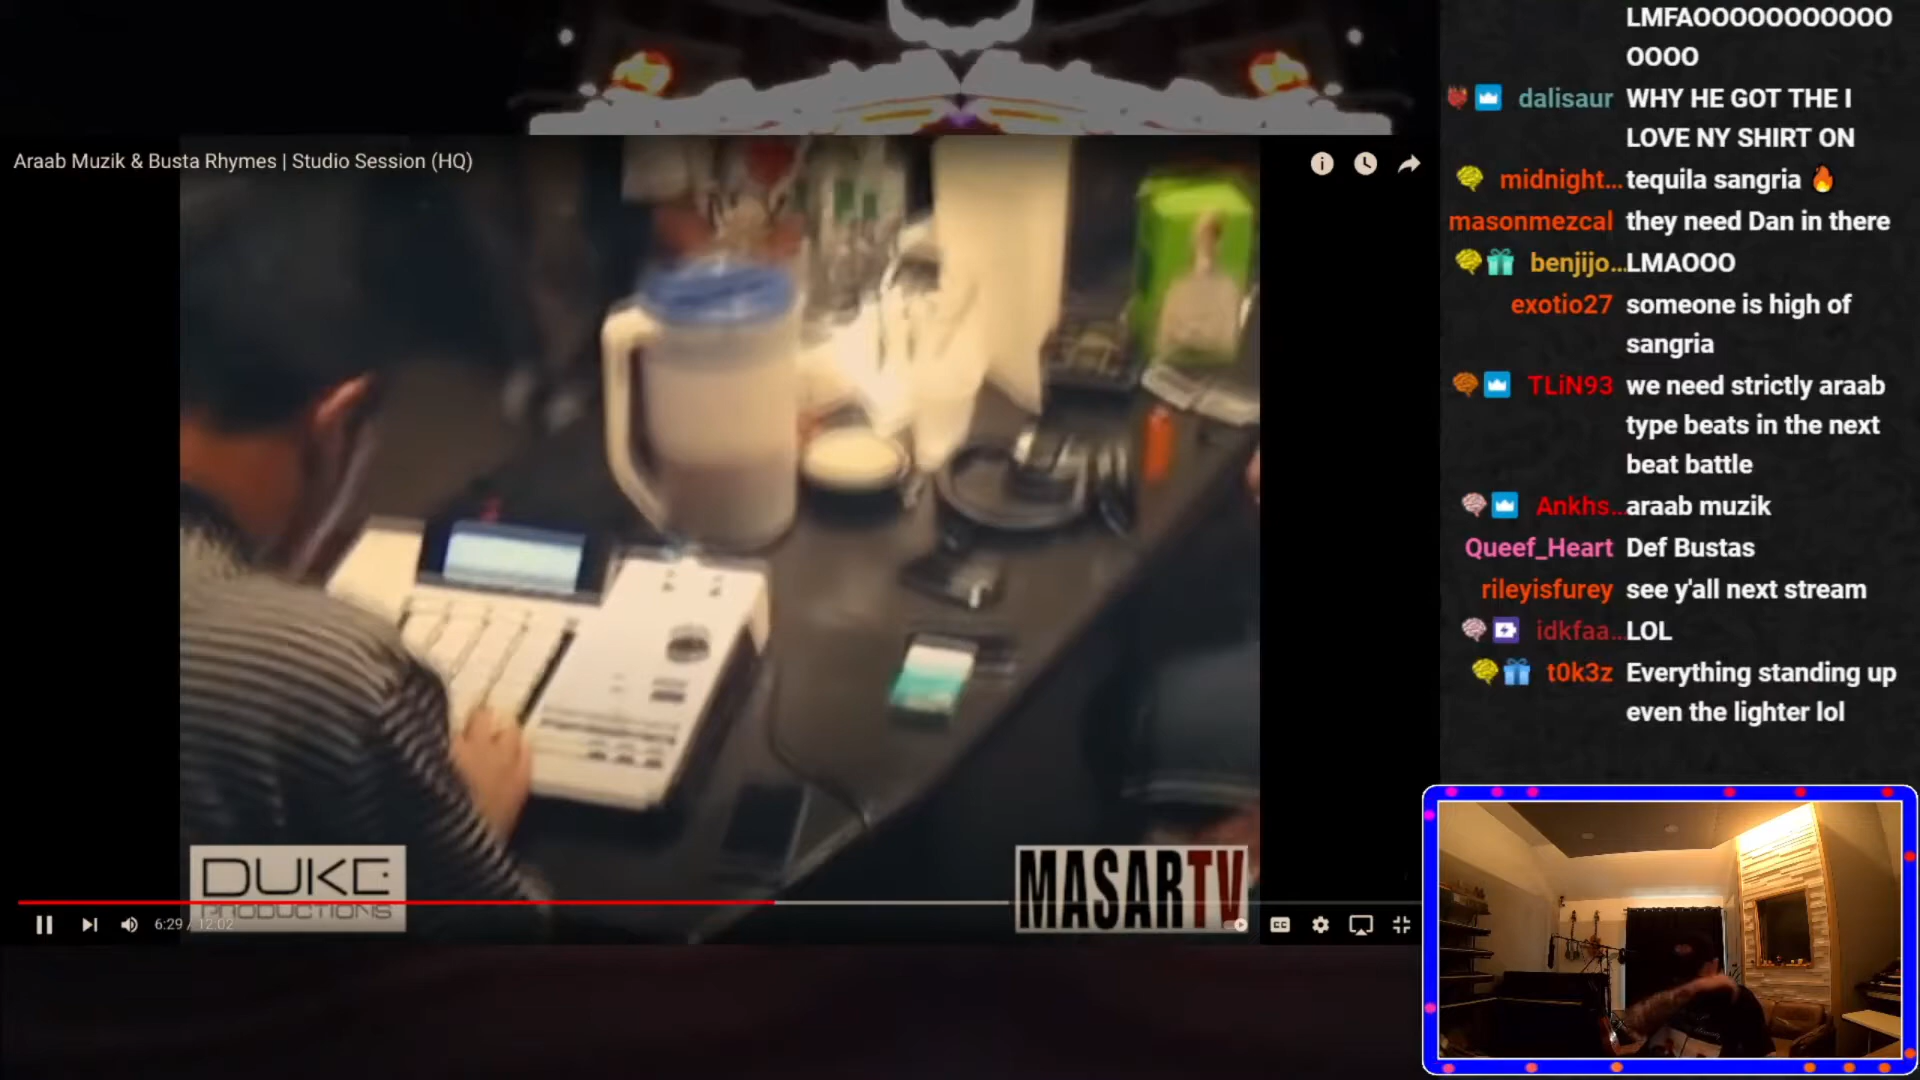 Araab Muzik & Busta Rhymes | Studio Session (HQ)
DUKE
PRODUCTIONS
MASARTV
6:29 / 12:02
LMFAOOOOOOOOOOO
OOOO
dalisaur WHY HE GOT THE I
LOVE NY SHIRT ON
midnight... tequila sangria 🔥
masonmezcal they need Dan in there
benjijo... LMAOOO
exotio27 someone is high of
sangria
TLiN93 we need strictly araab
type beats in the next
beat battle
Ankhs... araab muzik
Queef_Heart Def Bustas
rileyisfurey see y'all next stream
idkfaa... LOL
t0k3z Everything standing up
even the lighter lol